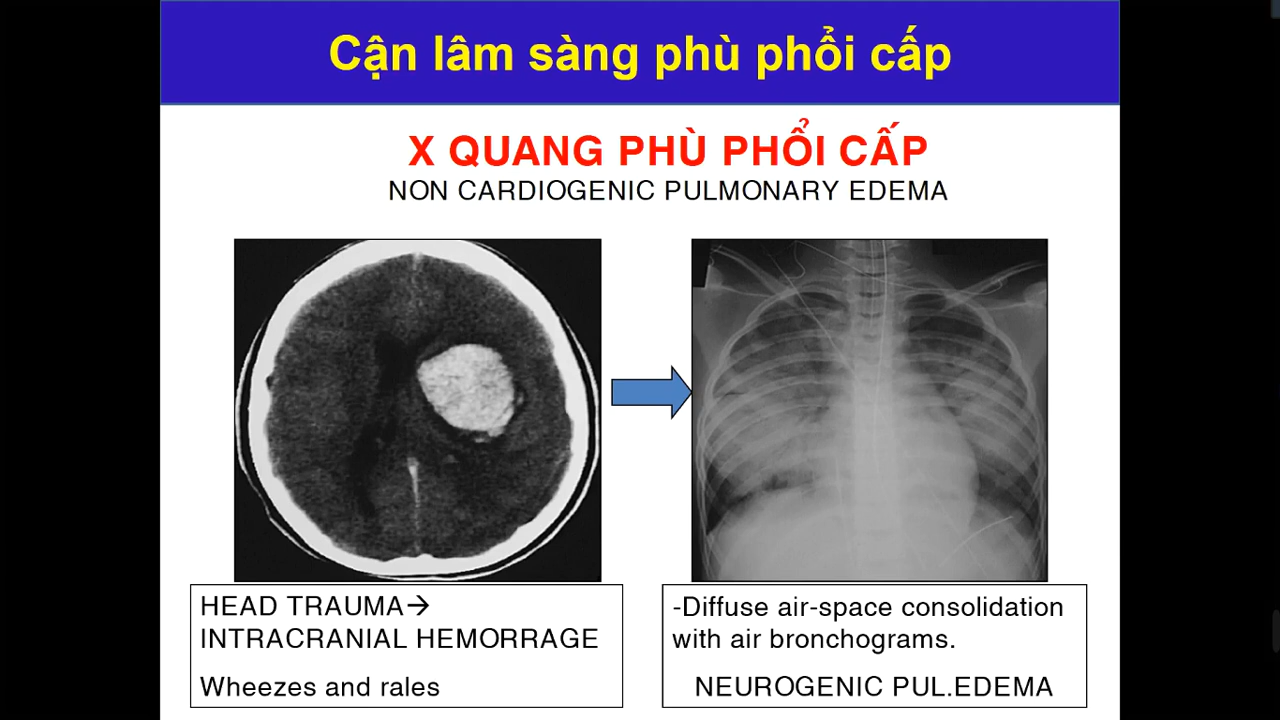 Cận lâm sàng phù phổi cấp
X QUANG PHÙ PHỔI CẤP
NON CARDIOGENIC PULMONARY EDEMA
HEAD TRAUMA→
INTRACRANIAL HEMORRAGE
Wheezes and rales
-Diffuse air-space consolidation
with air bronchograms.
NEUROGENIC PUL.EDEMA